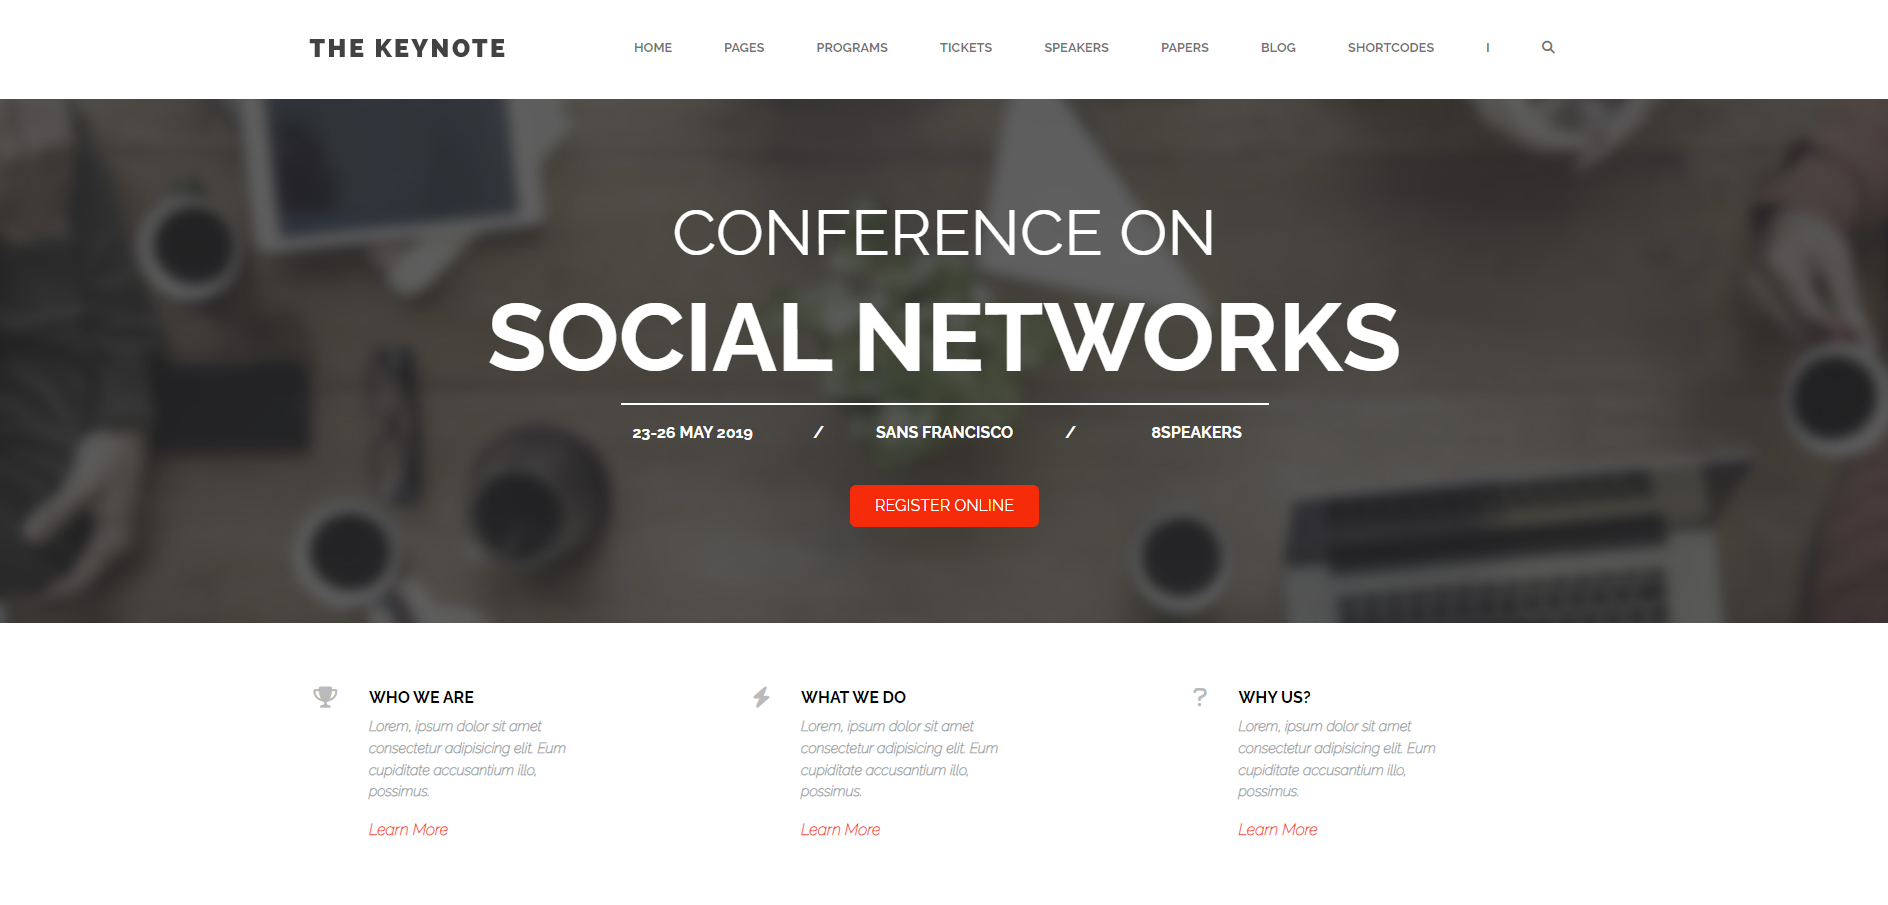 THE KEYNOTE
HOME PAGES PROGRAMS TICKETS SPEAKERS PAPERS BLOG SHORTCODES |
CONFERENCE ON
SOCIAL NETWORKS
23-26 MAY 2019 / SANS FRANCISCO / 8SPEAKERS
REGISTER ONLINE
WHO WE ARE
Lorem, ipsum dolor sit amet
consectetur adipisicing elit. Eum
cupiditate accusantium illo,
possimus.
Learn More
WHAT WE DO
Lorem, ipsum dolor sit amet
consectetur adipisicing elit. Eum
cupiditate accusantium illo,
possimus.
Learn More
?
WHY US?
Lorem, ipsum dolor sit amet
consectetur adipisicing elit. Eum
cupiditate accusantium illo,
possimus.
Learn More